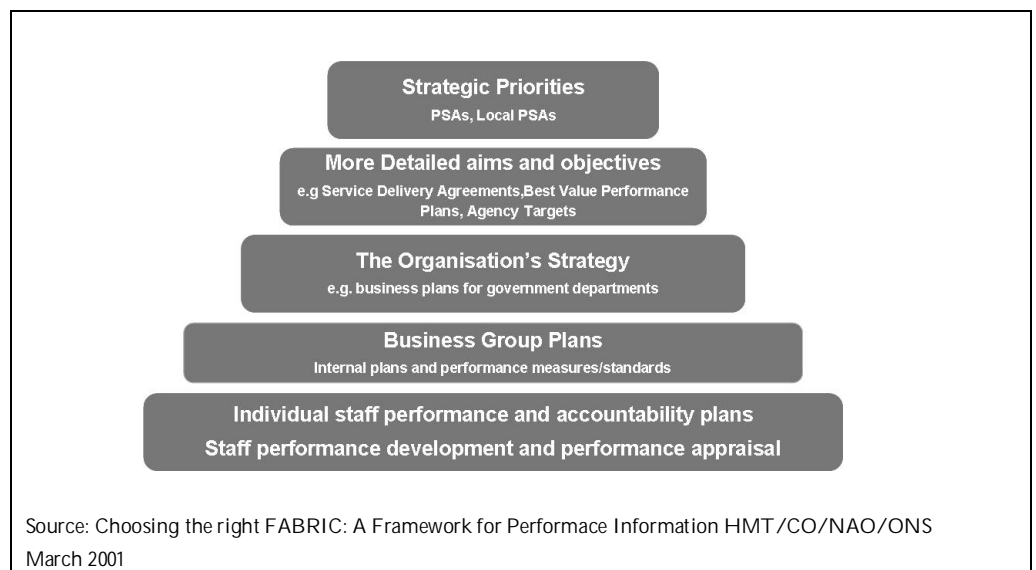 Strategic Priorities
PSAs, Local PSAs
More Detailed aims and objectives
e.g Service Delivery Agreements,Best Value Performance
Plans, Agency Targets
The Organisation's Strategy
e.g. business plans for government departments
Business Group Plans
Internal plans and performance measures/standards
Individual staff performance and accountability plans
Staff performance development and performance appraisal
Source: Choosing the right FABRIC: A Framework for Performace Information HMT/CO/NAO/ONS
March 2001